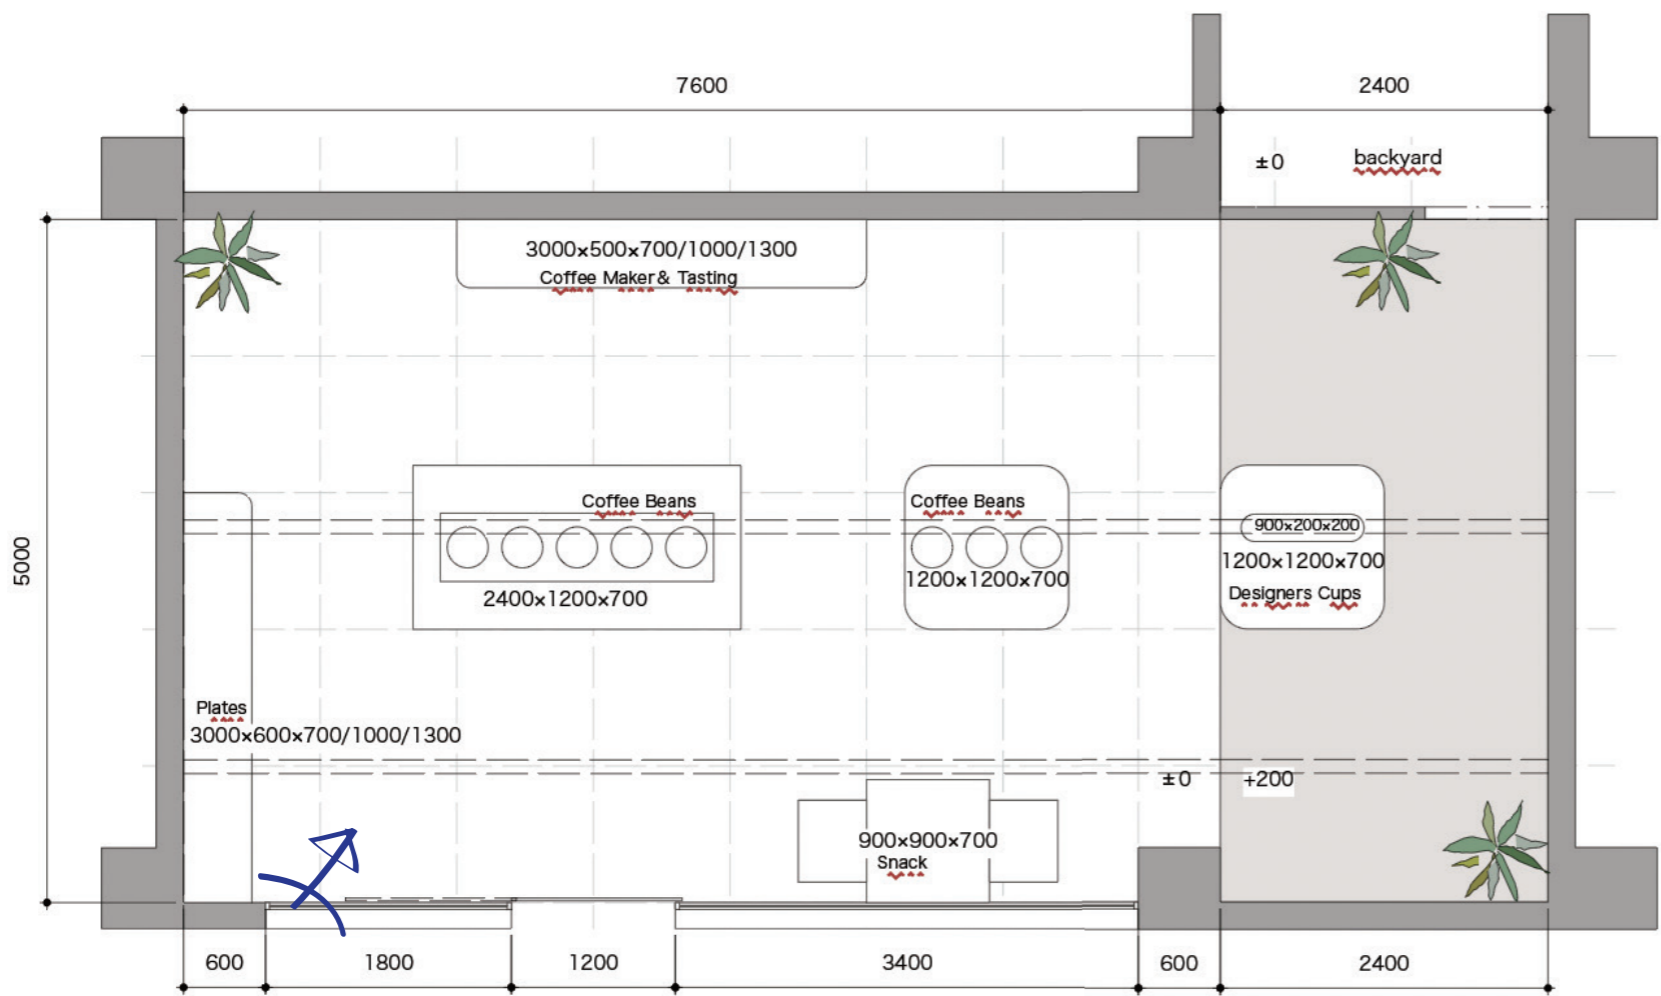 7600
2400
±0
backyard
3000×500×700/1000/1300
Coffee Maker& Tasting
5000
Coffee Beans
2400×1200×700
Coffee Beans
1200×1200×700
900×200×200
1200×1200×700
Designers Cups
Plates
3000×600×700/1000/1300
±0
+200
900×900×700
Snack
600
1800
1200
3400
600
2400